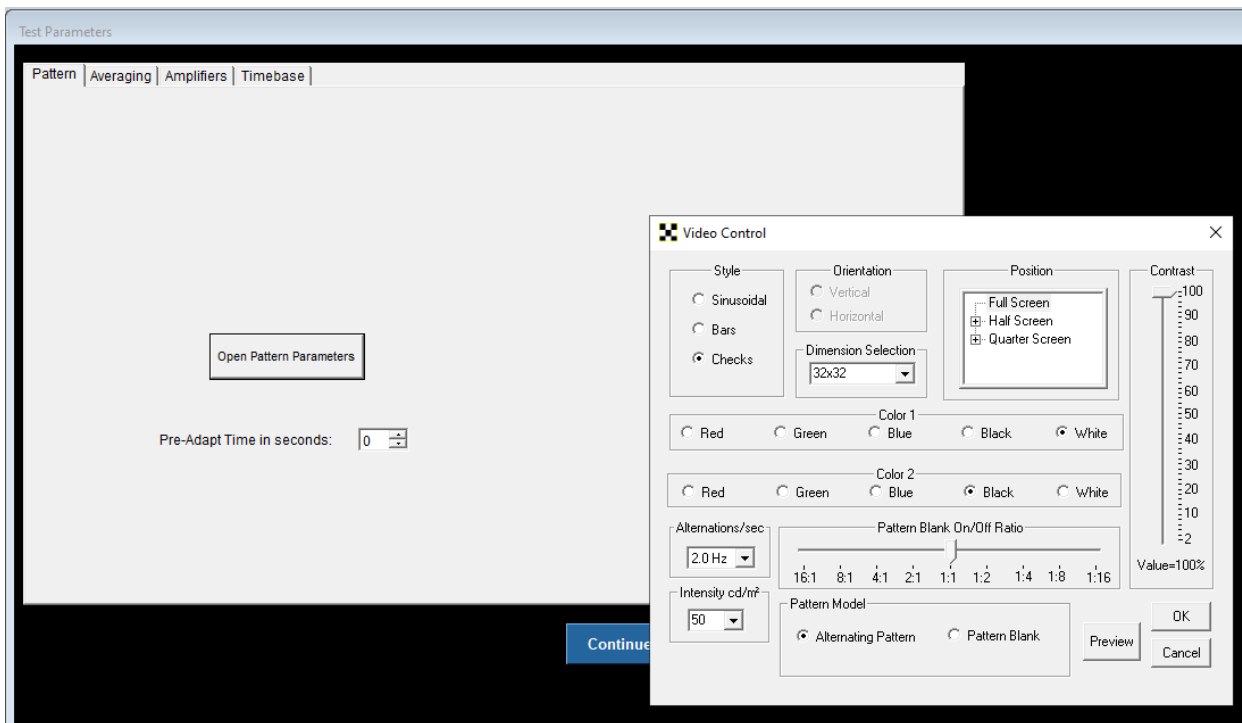 Test Parameters
Pattern Averaging Amplifiers Timebase
Open Pattern Parameters
Pre-Adapt Time in seconds: 0
Continue
Video Control
Style
Sinusoidal
Bars
Checks
Orientation
Vertical
Horizontal
Dimension Selection
32x32
Position
Full Screen
Half Screen
Quarter Screen
Contrast
100
90
80
70
60
50
40
30
20
10
2
Value=100%
Color 1
Red Green Blue Black White
Color 2
Red Green Blue Black White
Alternations/sec
2.0 Hz
Pattern Blank On/Off Ratio
16:1 8:1 4:1 2:1 1:1 1:2 1:4 1:8 1:16
Intensity cd/m²
50
Pattern Model
Alternating Pattern Pattern Blank
Preview
OK
Cancel